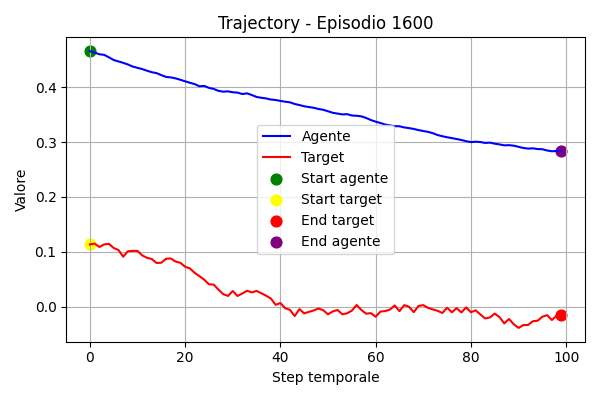 Trajectory - Episodio 1600
Valore
0.4
0.3
0.2
0.1
0.0
Agente
Target
Start agente
Start target
End target
End agente
0
20
40
60
80
100
Step temporale